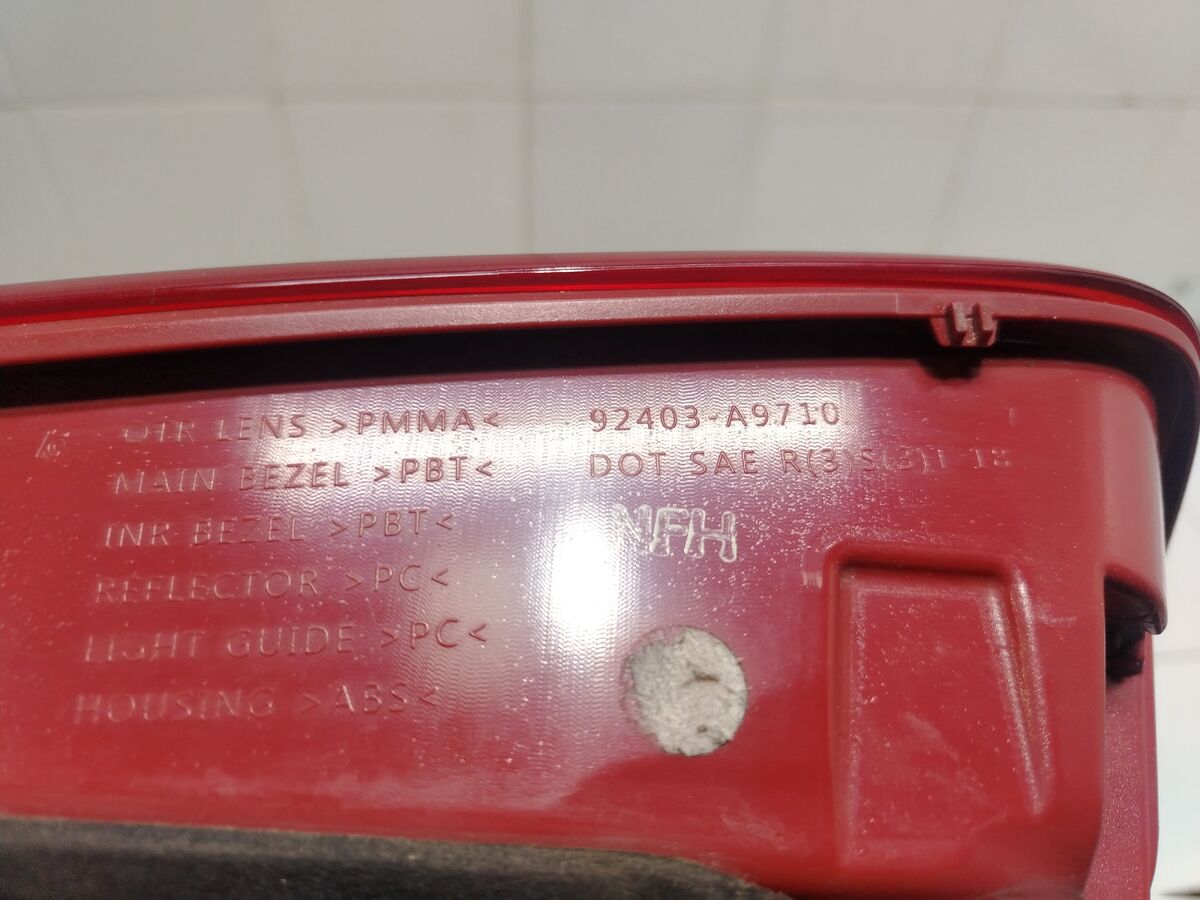 OTR LENS >PMMA<
MAIN BEZEL >PBT<
INR BEZEL >PBT<
REFLECTOR >PC<
LIGHT GUIDE >PC<
HOUSING >ABS<
92403-A9710
DOT SAE R(3)S(3)T 18
NFH